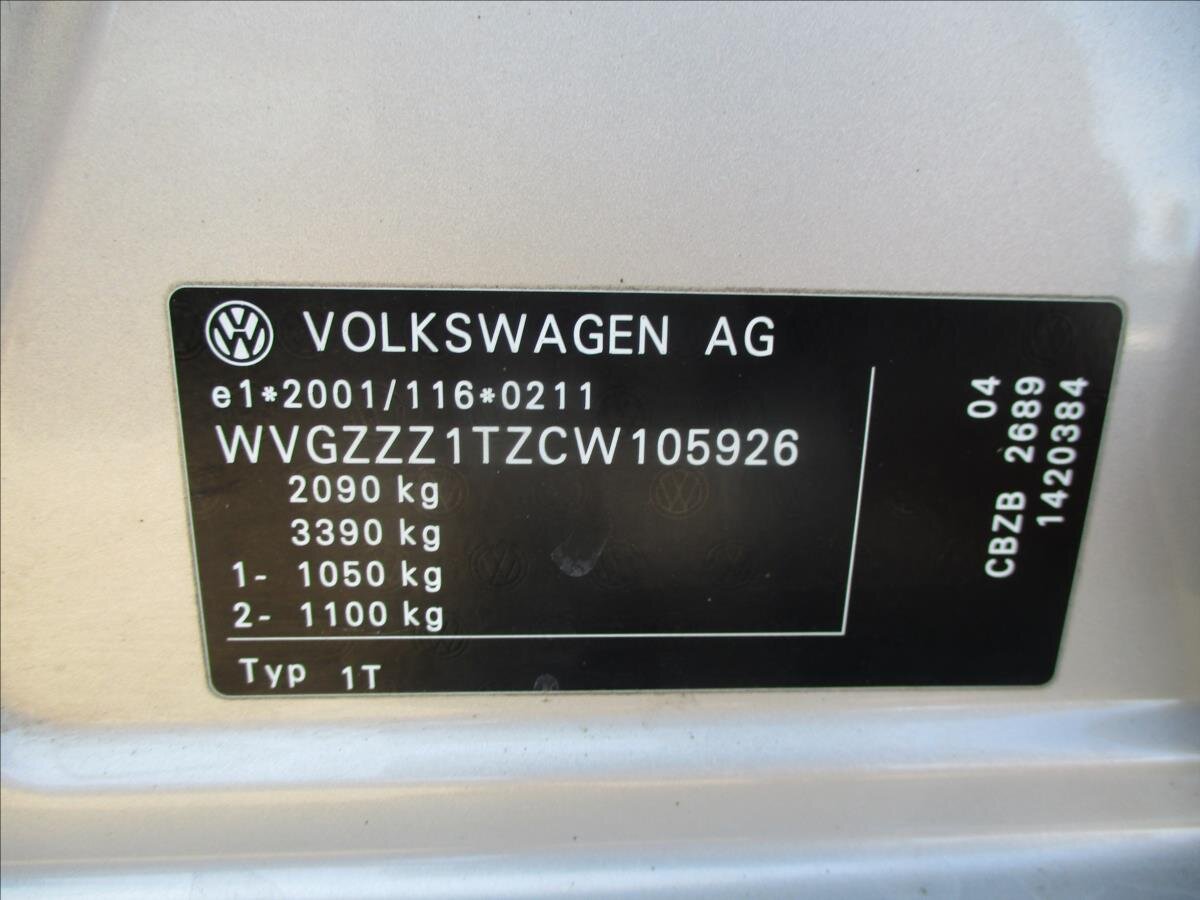 VOLKSWAGEN AG
e1*2001/116*0211
WVGZZZ1TZCW105926
2090 kg
3390 kg
1- 1050 kg
2- 1100 kg
Typ 1T
04
CBZB 2689
1420384